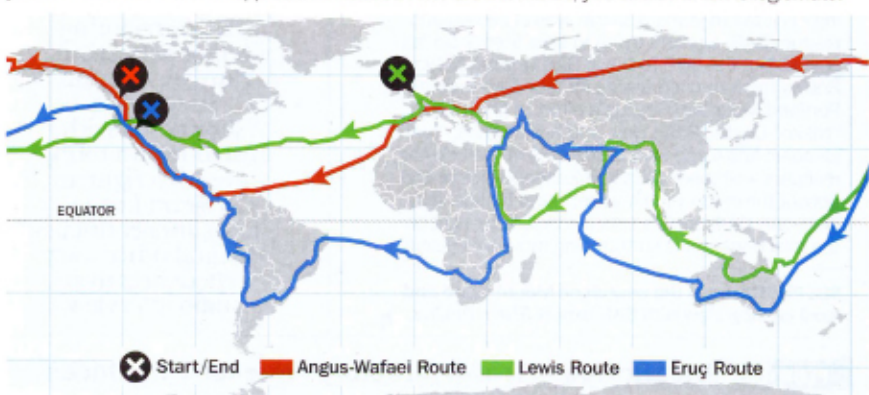 EQUATOR
Start/End
Angus-Wafaei Route
Lewis Route
Eruç Route